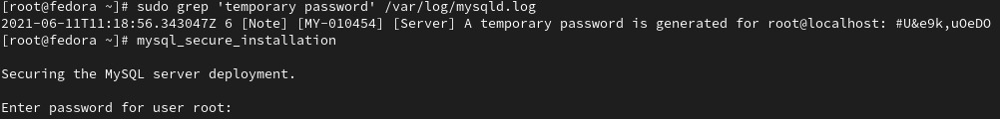 [root@fedora ~]# sudo grep 'temporary password' /var/log/mysqld.log
2021-06-11T11:18:56.343047Z 6 [Note] [MY-010454] [Server] A temporary password is generated for root@localhost: #U&e9k,uOeDO
[root@fedora ~]# mysql_secure_installation
Securing the MySQL server deployment.
Enter password for user root: